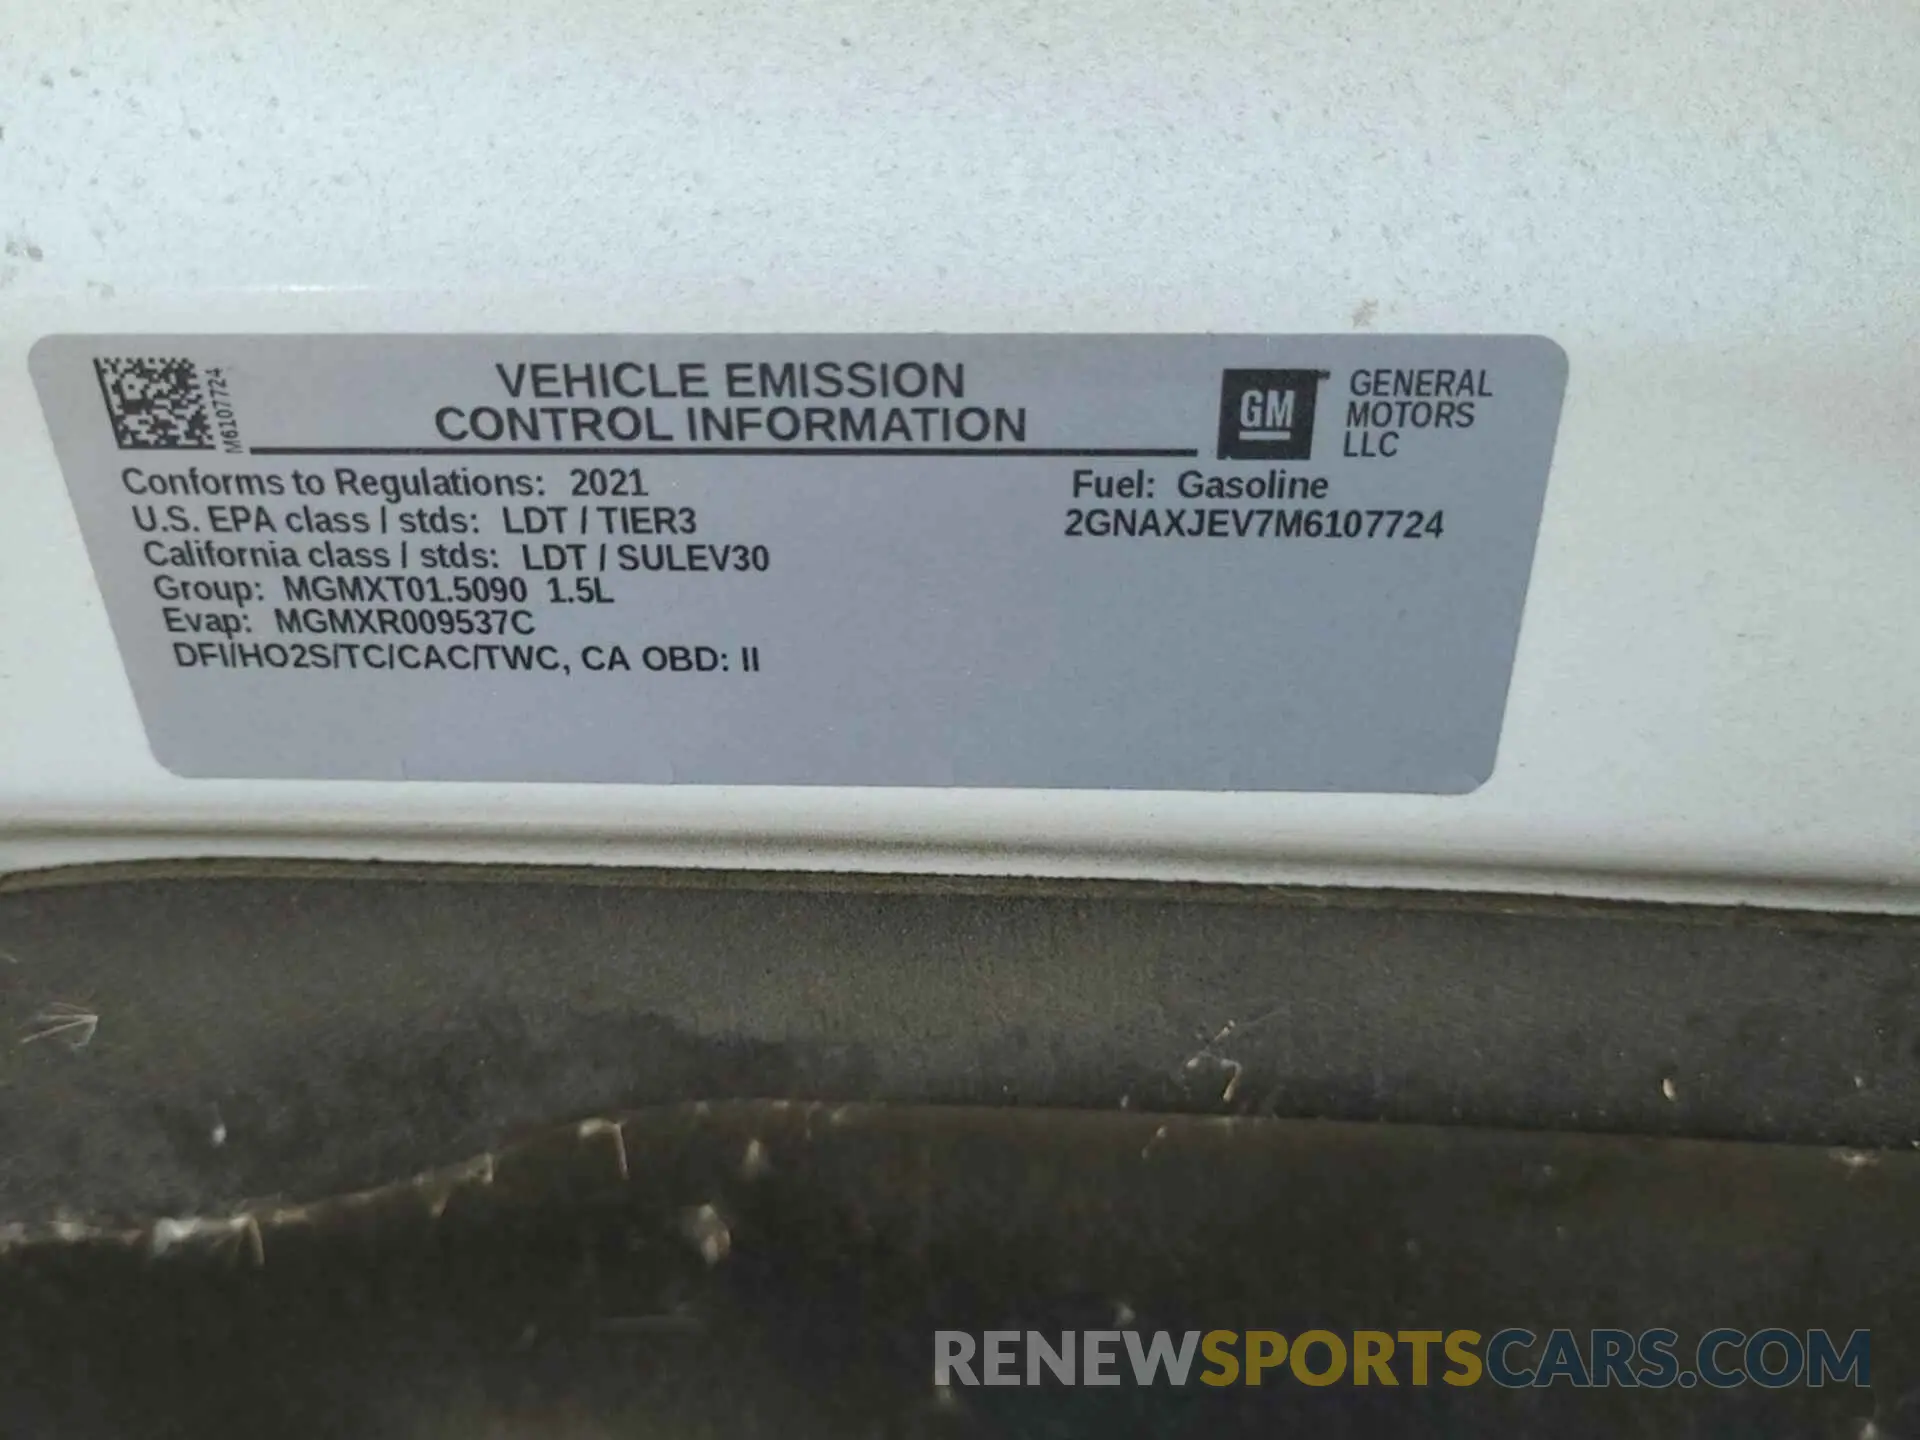 VEHICLE EMISSION
CONTROL INFORMATION
M6107724
GM
GENERAL
MOTORS
LLC
Conforms to Regulations: 2021
U.S. EPA class / stds: LDT / TIER3
California class / stds: LDT / SULEV30
Group: MGMXT01.5090 1.5L
Evap: MGMXR009537C
DFI/HO2S/TC/CAC/TWC, CA OBD: II
Fuel: Gasoline
2GNAXJEV7M6107724
RENEWSPORTSCARS.COM